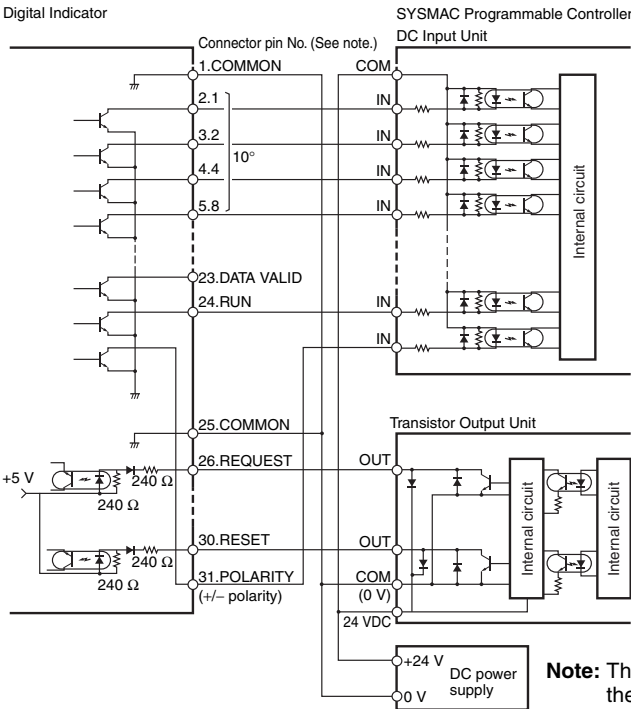 Digital Indicator
SYSMAC Programmable Controller
DC Input Unit
Connector pin No. (See note.)
1.COMMON
COM
2.1
IN
3.2
IN
10°
4.4
IN
5.8
IN
Internal circuit
23.DATA VALID
24.RUN
IN
IN
25.COMMON
Transistor Output Unit
+5 V
26.REQUEST
OUT
240 Ω
240 Ω
30.RESET
OUT
240 Ω
240 Ω
31.POLARITY
(+/− polarity)
COM
(0 V)
24 VDC
Internal circuit
Internal circuit
+24 V
DC power
supply
0 V
Note: Th
the